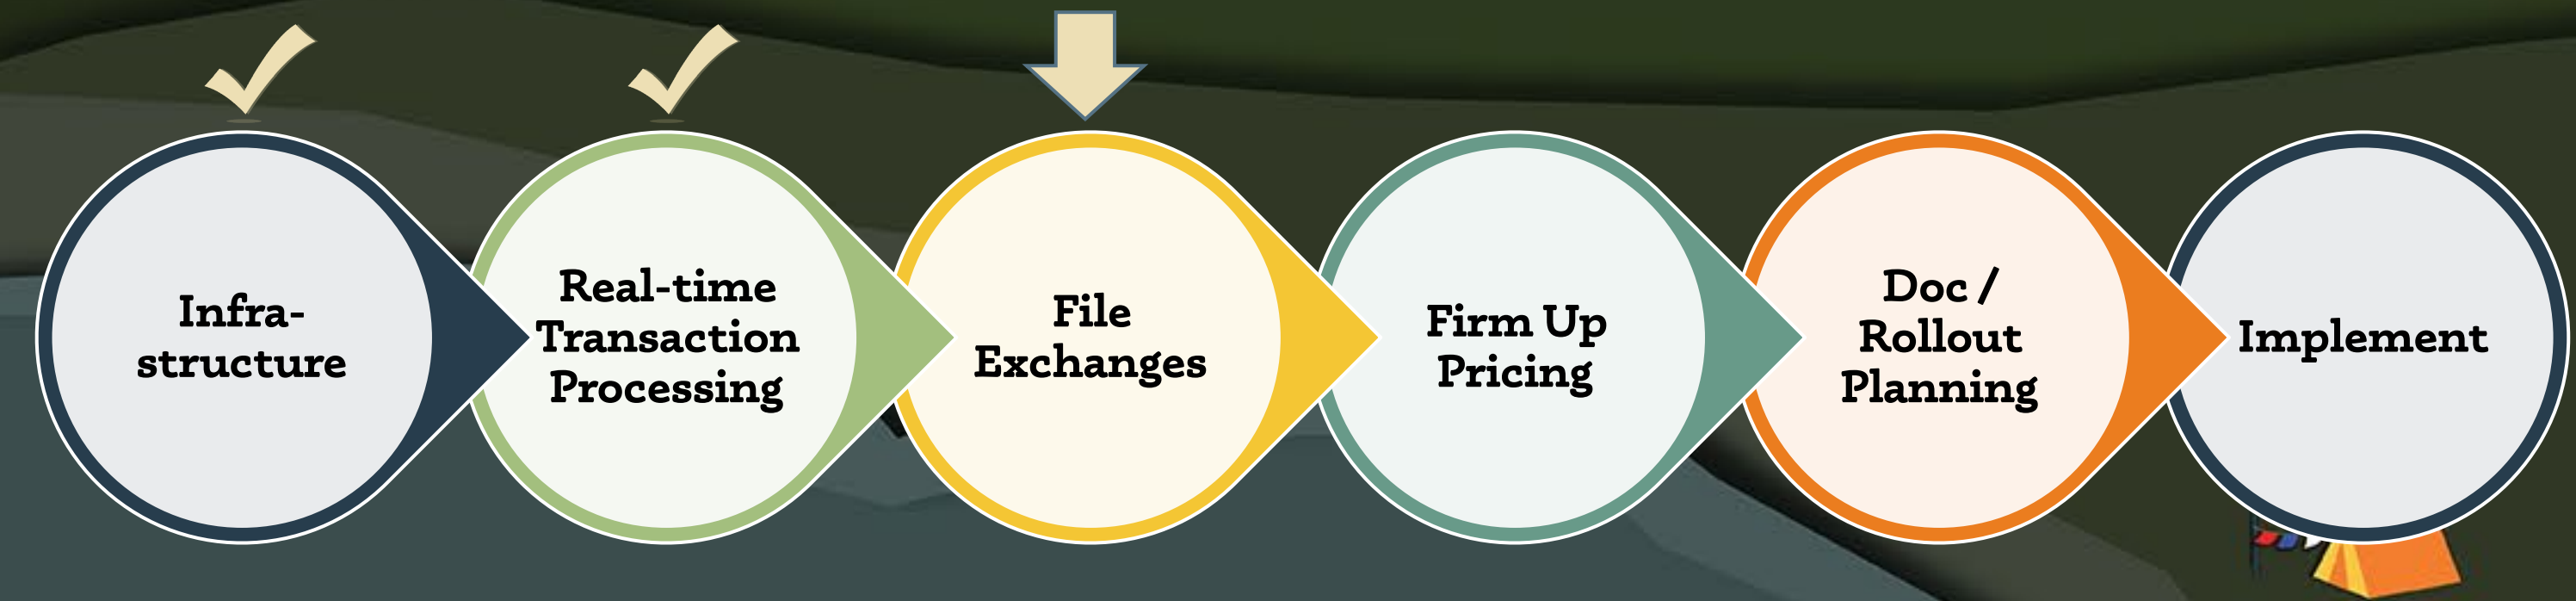 Infra-
structure
Real-time
Transaction
Processing
File
Exchanges
Firm Up
Pricing
Doc /
Rollout
Planning
Implement